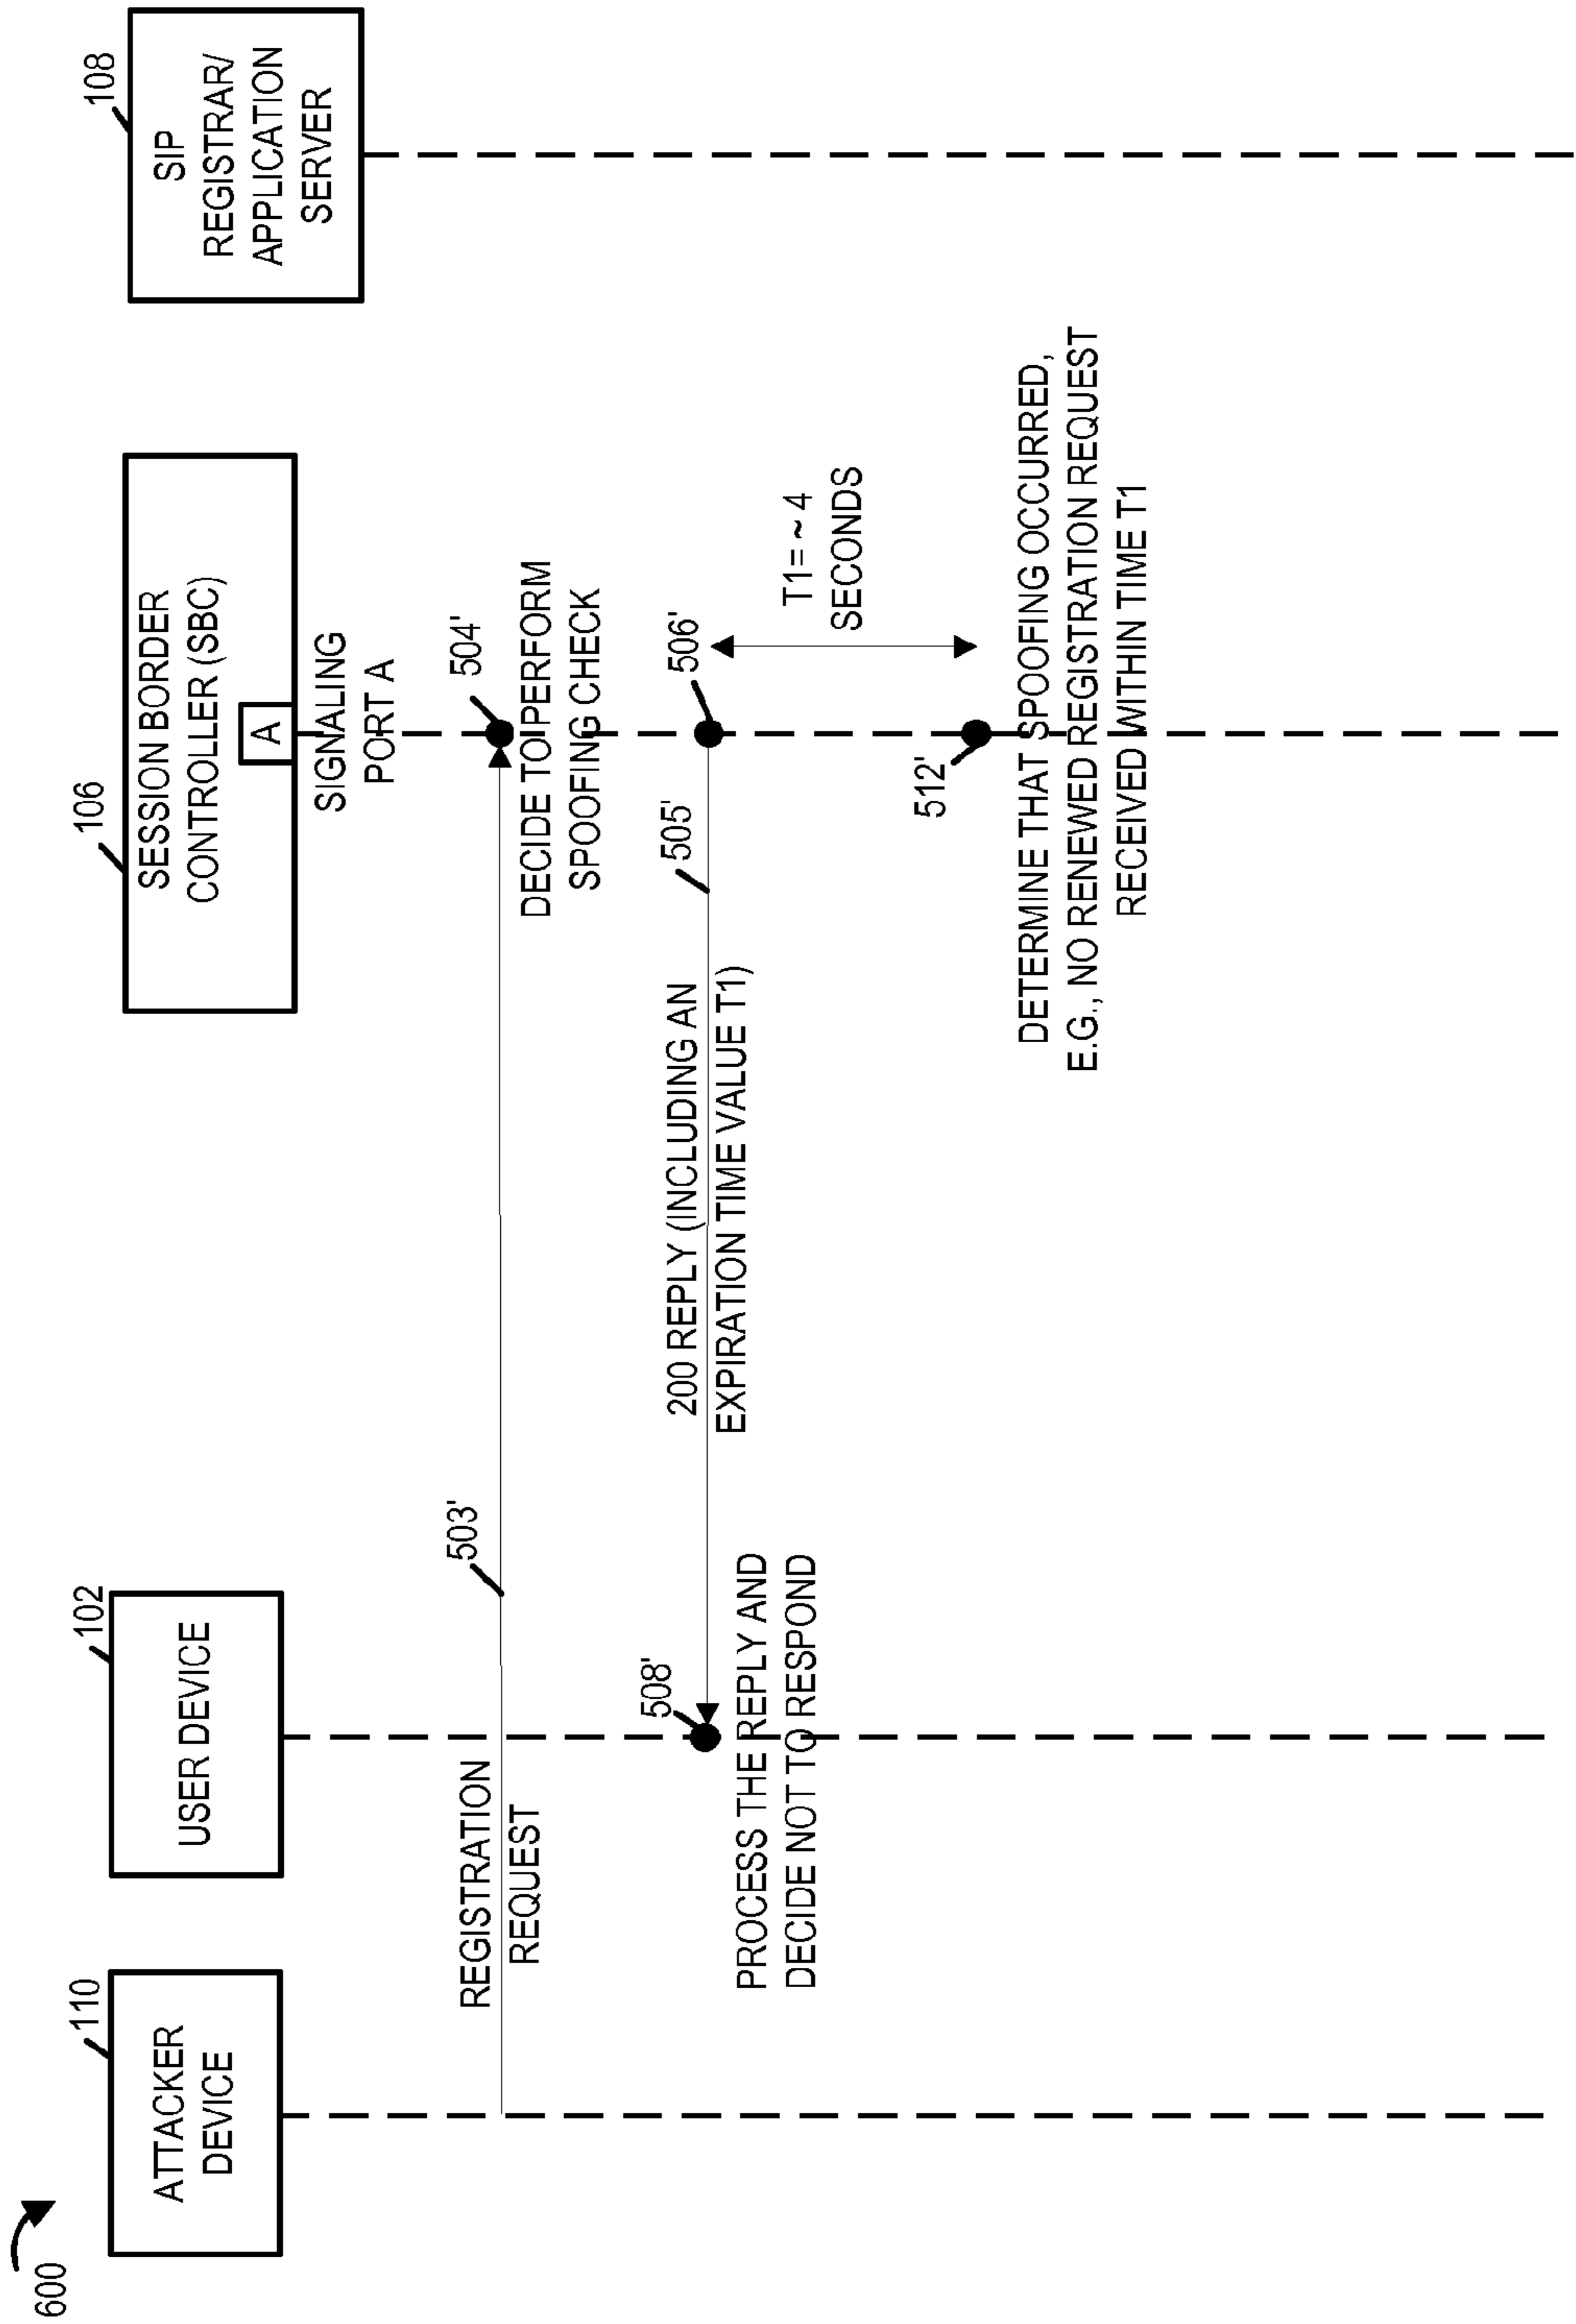 600
110
ATTACKER
DEVICE
102
USER DEVICE
106
SESSION BORDER
CONTROLLER (SBC)
A
SIGNALING
PORT A
108
SIP
REGISTRAR/
APPLICATION
SERVER
REGISTRATION
REQUEST
503'
504'
DECIDE TO PERFORM
SPOOFING CHECK
508'
PROCESS THE REPLY AND
DECIDE NOT TO RESPOND
200 REPLY (INCLUDING AN
EXPIRATION TIME VALUE T1)
505'
506'
T1= ~ 4
SECONDS
512'
DETERMINE THAT SPOOFING OCCURRED,
E.G., NO RENEWED REGISTRATION REQUEST
RECEIVED WITHIN TIME T1